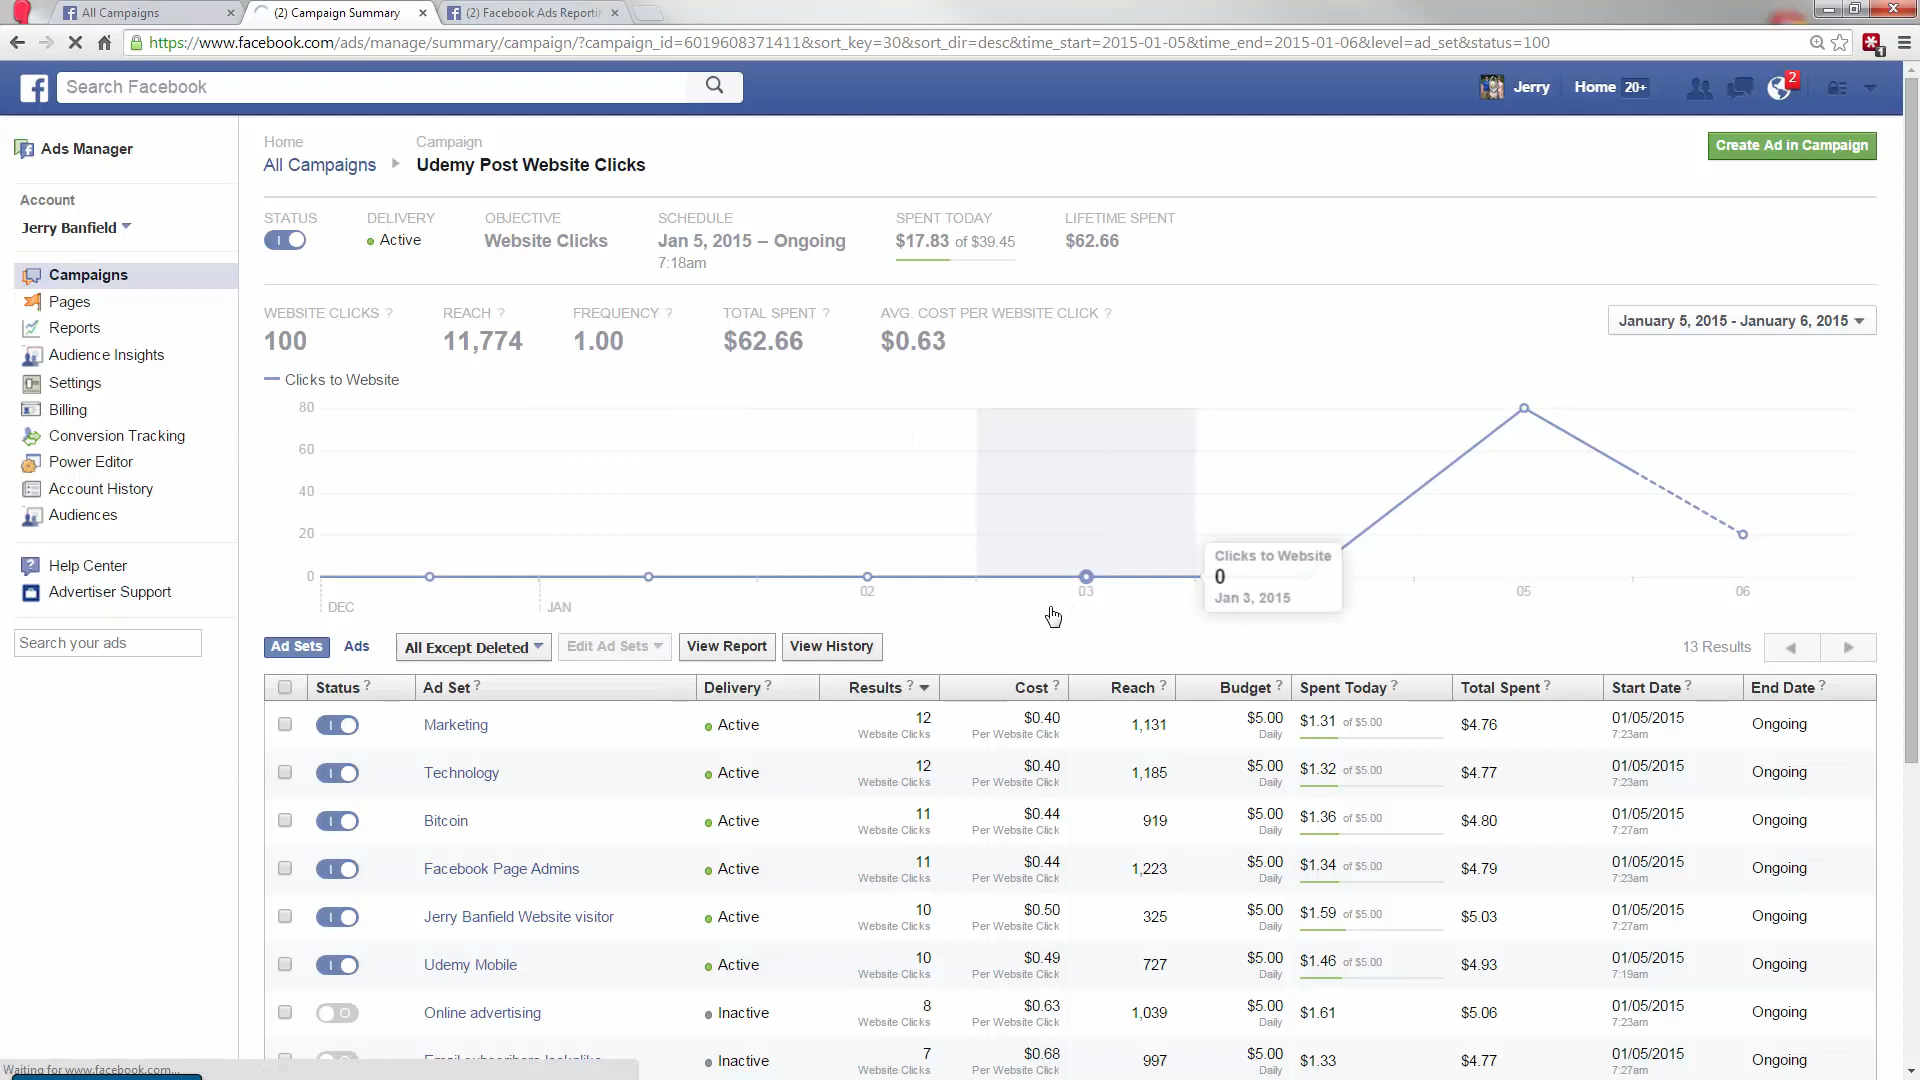 All Campaigns
(2) Campaign Summary
(2) Facebook Ads Reportin
https://www.facebook.com/ads/manage/summary/campaign/?campaign_id=6019608371411&sort_key=30&sort_dir=desc&time_start=2015-01-05&time_end=2015-01-06&level=ad_set&status=100
1
Search Facebook
Jerry Home 20+ 2
Ads Manager
Account
Jerry Banfield
Campaigns
Pages
Reports
Audience Insights
Settings
Billing
Conversion Tracking
Power Editor
Account History
Audiences
Help Center
Advertiser Support
Search your ads
Home Campaign
All Campaigns Udemy Post Website Clicks
Create Ad in Campaign
STATUS DELIVERY OBJECTIVE SCHEDULE SPENT TODAY LIFETIME SPENT
Active Website Clicks Jan 5, 2015 – Ongoing $17.83 of $39.45 $62.66
7:18am
WEBSITE CLICKS ? REACH ? FREQUENCY ? TOTAL SPENT ? AVG. COST PER WEBSITE CLICK ?
100 11,774 1.00 $62.66 $0.63
January 5, 2015 - January 6, 2015
Clicks to Website
80
60
40
20
0
DEC JAN 02 03 05 06
Clicks to Website
0
Jan 3, 2015
Ad Sets Ads All Except Deleted Edit Ad Sets View Report View History 13 Results
Status ? Ad Set ? Delivery ? Results ? Cost ? Reach ? Budget ? Spent Today ? Total Spent ? Start Date ? End Date ?
Marketing Active 12 $0.40 1,131 $5.00 $1.31 of $5.00 $4.76 01/05/2015 Ongoing
Website Clicks Per Website Click Daily 7:23am
Technology Active 12 $0.40 1,185 $5.00 $1.32 of $5.00 $4.77 01/05/2015 Ongoing
Website Clicks Per Website Click Daily 7:23am
Bitcoin Active 11 $0.44 919 $5.00 $1.36 of $5.00 $4.80 01/05/2015 Ongoing
Website Clicks Per Website Click Daily 7:27am
Facebook Page Admins Active 11 $0.44 1,223 $5.00 $1.34 of $5.00 $4.79 01/05/2015 Ongoing
Website Clicks Per Website Click Daily 7:23am
Jerry Banfield Website visitor Active 10 $0.50 325 $5.00 $1.59 of $5.00 $5.03 01/05/2015 Ongoing
Website Clicks Per Website Click Daily 7:27am
Udemy Mobile Active 10 $0.49 727 $5.00 $1.46 of $5.00 $4.93 01/05/2015 Ongoing
Website Clicks Per Website Click Daily 7:19am
Online advertising Inactive 8 $0.63 1,039 $5.00 $1.61 $5.06 01/05/2015 Ongoing
Website Clicks Per Website Click Daily 7:23am
Inactive 7 $0.68 997 $5.00 $1.33 $4.77 01/05/2015 Ongoing
Website Clicks Per Website Click Daily 7:27am
Waiting for www.facebook.com...